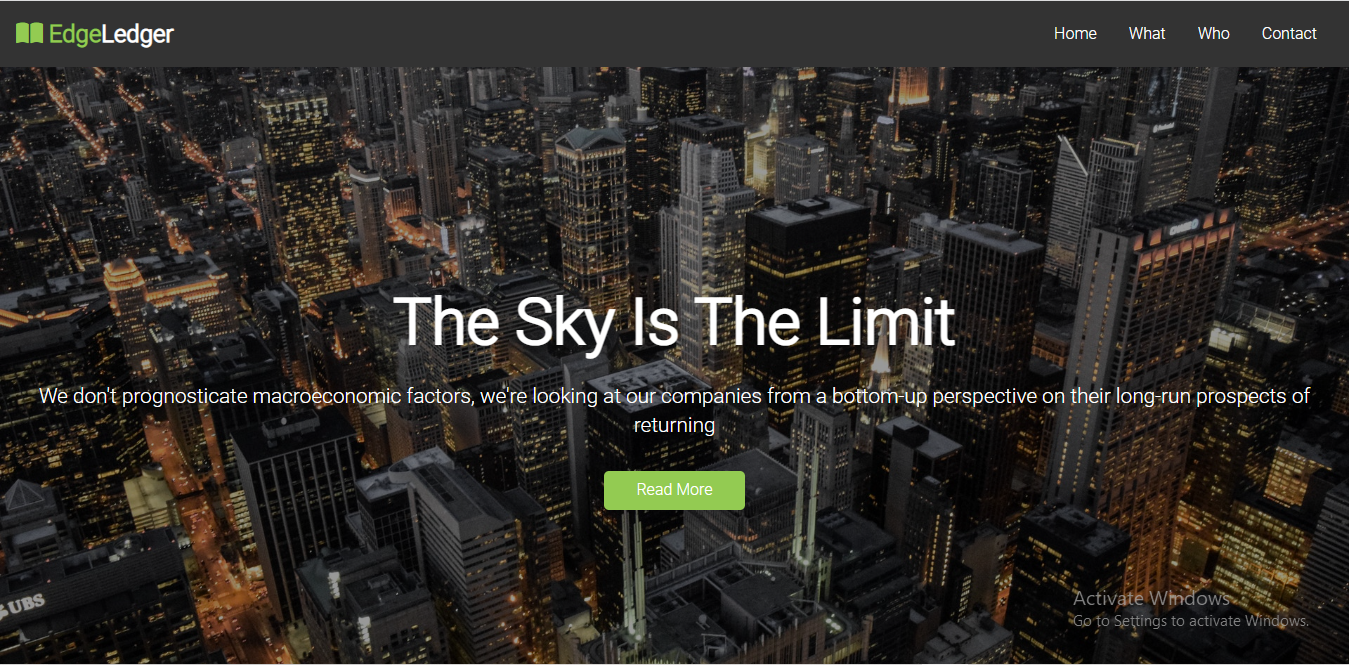 EdgeLedger
Home What Who Contact
The Sky Is The Limit
We don't prognosticate macroeconomic factors, we're looking at our companies from a bottom-up perspective on their long-run prospects of
returning
Read More
UBS
Activate Windows
Go to Settings to activate Windows.